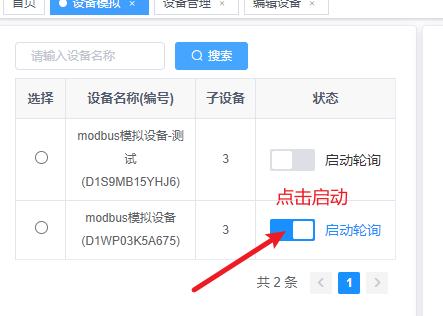 首页 设备模拟 × 设备管理 × 编辑设备 ×
请输入设备名称 搜索
选择 设备名称(编号) 子设备 状态
modbus模拟设备-测
试
(D1S9MB15YHJ6)
3
启动轮询
点击启动
modbus模拟设备
(D1WP03K5A675)
3
启动轮询
共 2 条 < 1 >